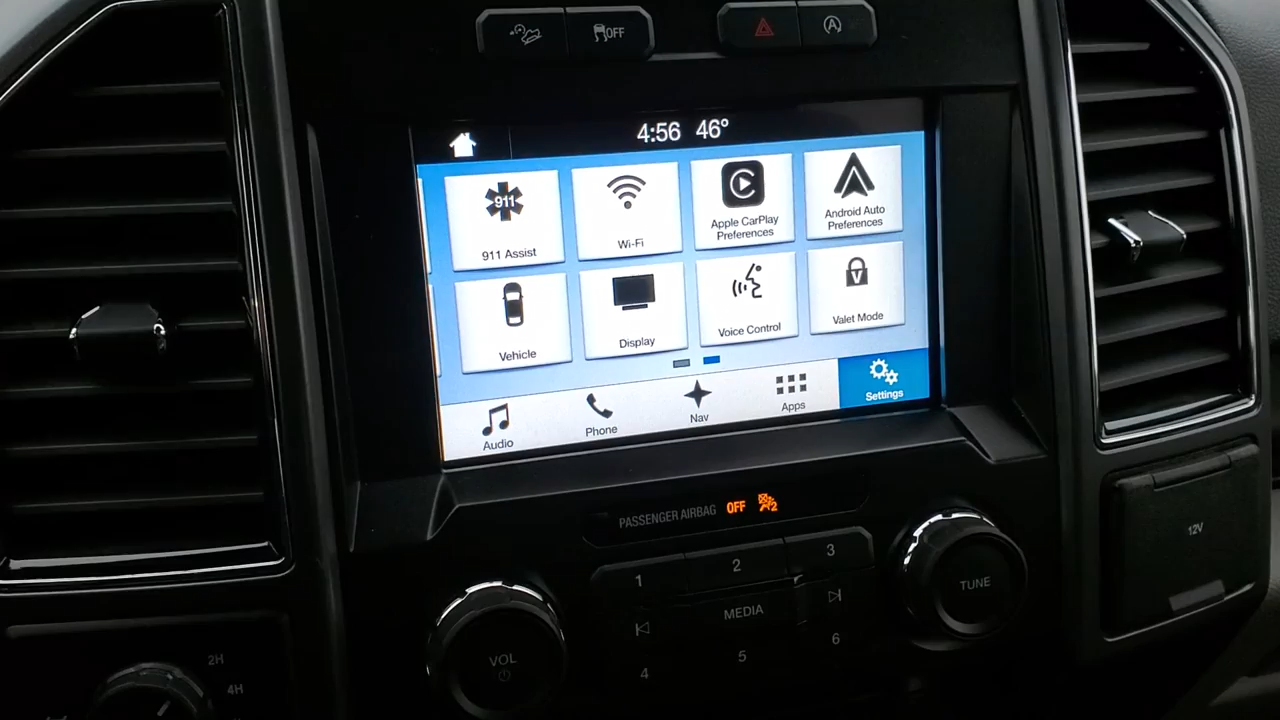 OFF
A
4:56 46°
911
911 Assist
Wi-Fi
Apple CarPlay
Preferences
Android Auto
Preferences
Vehicle
Display
Voice Control
V
Valet Mode
Audio
Phone
Nav
Apps
Settings
PASSENGER AIRBAG OFF 2
1
2
3
MEDIA
4
5
6
VOL
TUNE
12V
2H
4H